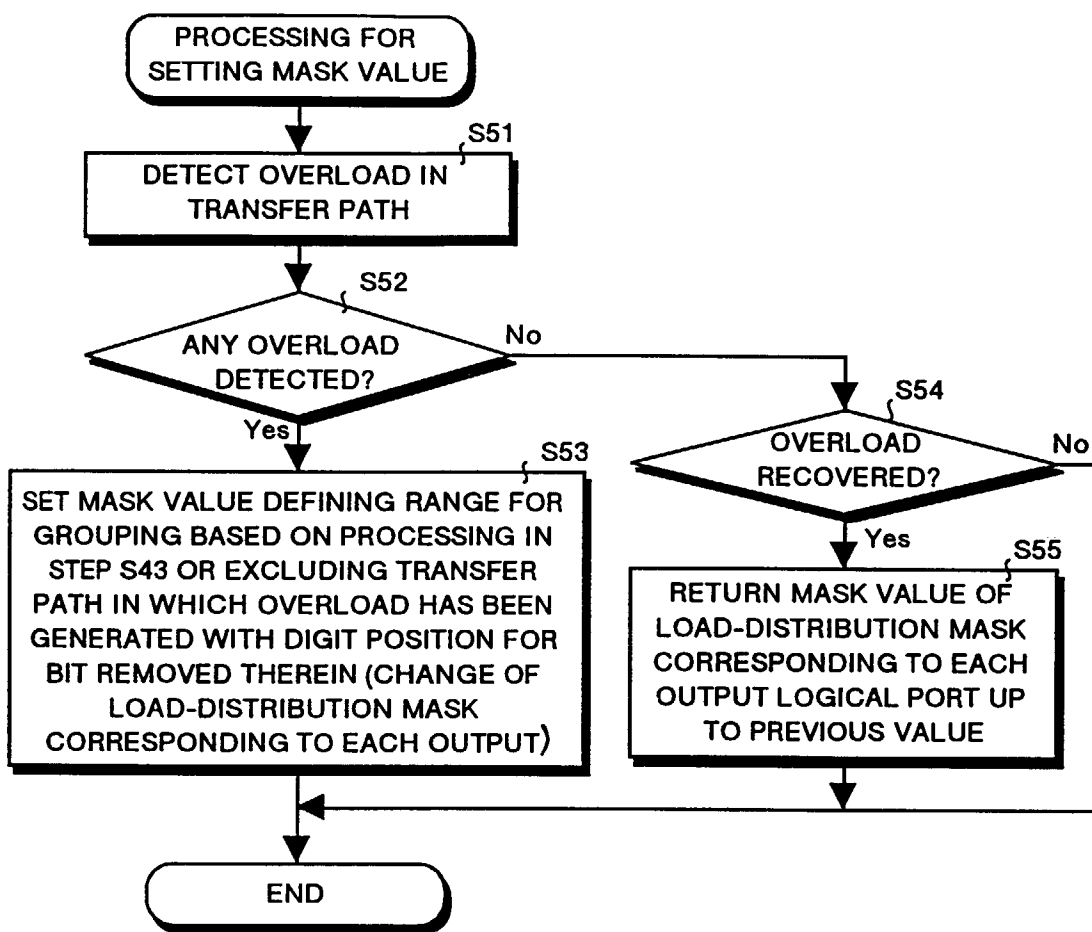 PROCESSING FOR
SETTING MASK VALUE
S51
DETECT OVERLOAD IN
TRANSFER PATH
S52
ANY OVERLOAD
DETECTED?
No
Yes
S53
SET MASK VALUE DEFINING RANGE FOR
GROUPING BASED ON PROCESSING IN
STEP S43 OR EXCLUDING TRANSFER
PATH IN WHICH OVERLOAD HAS BEEN
GENERATED WITH DIGIT POSITION FOR
BIT REMOVED THEREIN (CHANGE OF
LOAD-DISTRIBUTION MASK
CORRESPONDING TO EACH OUTPUT)
S54
OVERLOAD
RECOVERED?
No
Yes
S55
RETURN MASK VALUE OF
LOAD-DISTRIBUTION MASK
CORRESPONDING TO EACH
OUTPUT LOGICAL PORT UP
TO PREVIOUS VALUE
END